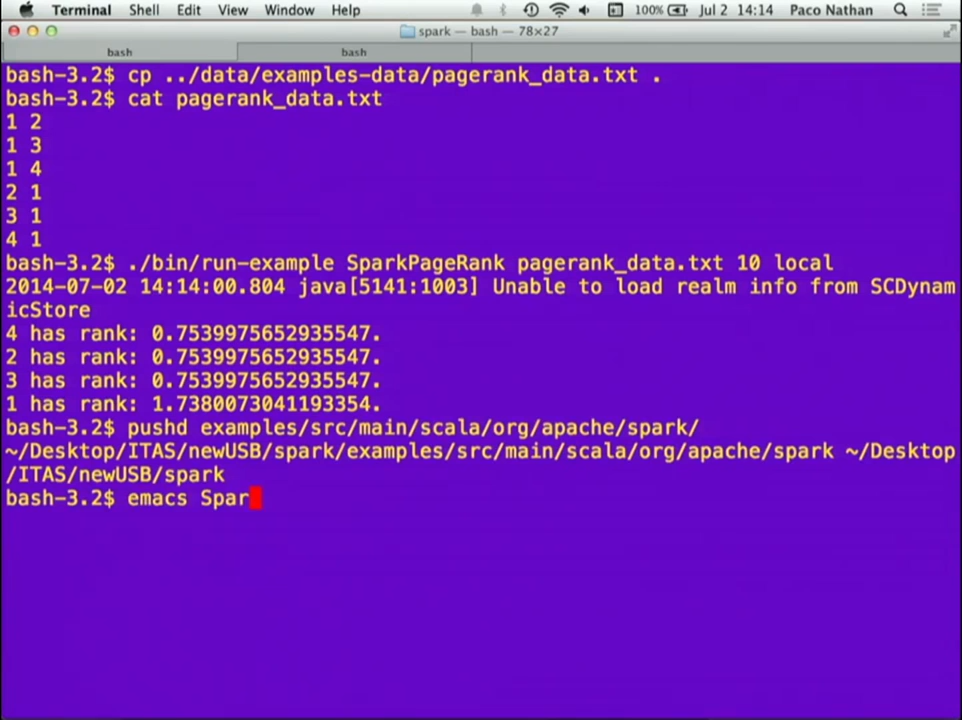 Terminal Shell Edit View Window Help 100% Jul 2 14:14 Paco Nathan
spark — bash — 78×27
bash bash
bash-3.2$ cp ../data/examples-data/pagerank_data.txt .
bash-3.2$ cat pagerank_data.txt
1 2
1 3
1 4
2 1
3 1
4 1
bash-3.2$ ./bin/run-example SparkPageRank pagerank_data.txt 10 local
2014-07-02 14:14:00.804 java[5141:1003] Unable to load realm info from SCDynam
icStore
4 has rank: 0.7539975652935547.
2 has rank: 0.7539975652935547.
3 has rank: 0.7539975652935547.
1 has rank: 1.7380073041193354.
bash-3.2$ pushd examples/src/main/scala/org/apache/spark/
~/Desktop/ITAS/newUSB/spark/examples/src/main/scala/org/apache/spark ~/Desktop
/ITAS/newUSB/spark
bash-3.2$ emacs Spar